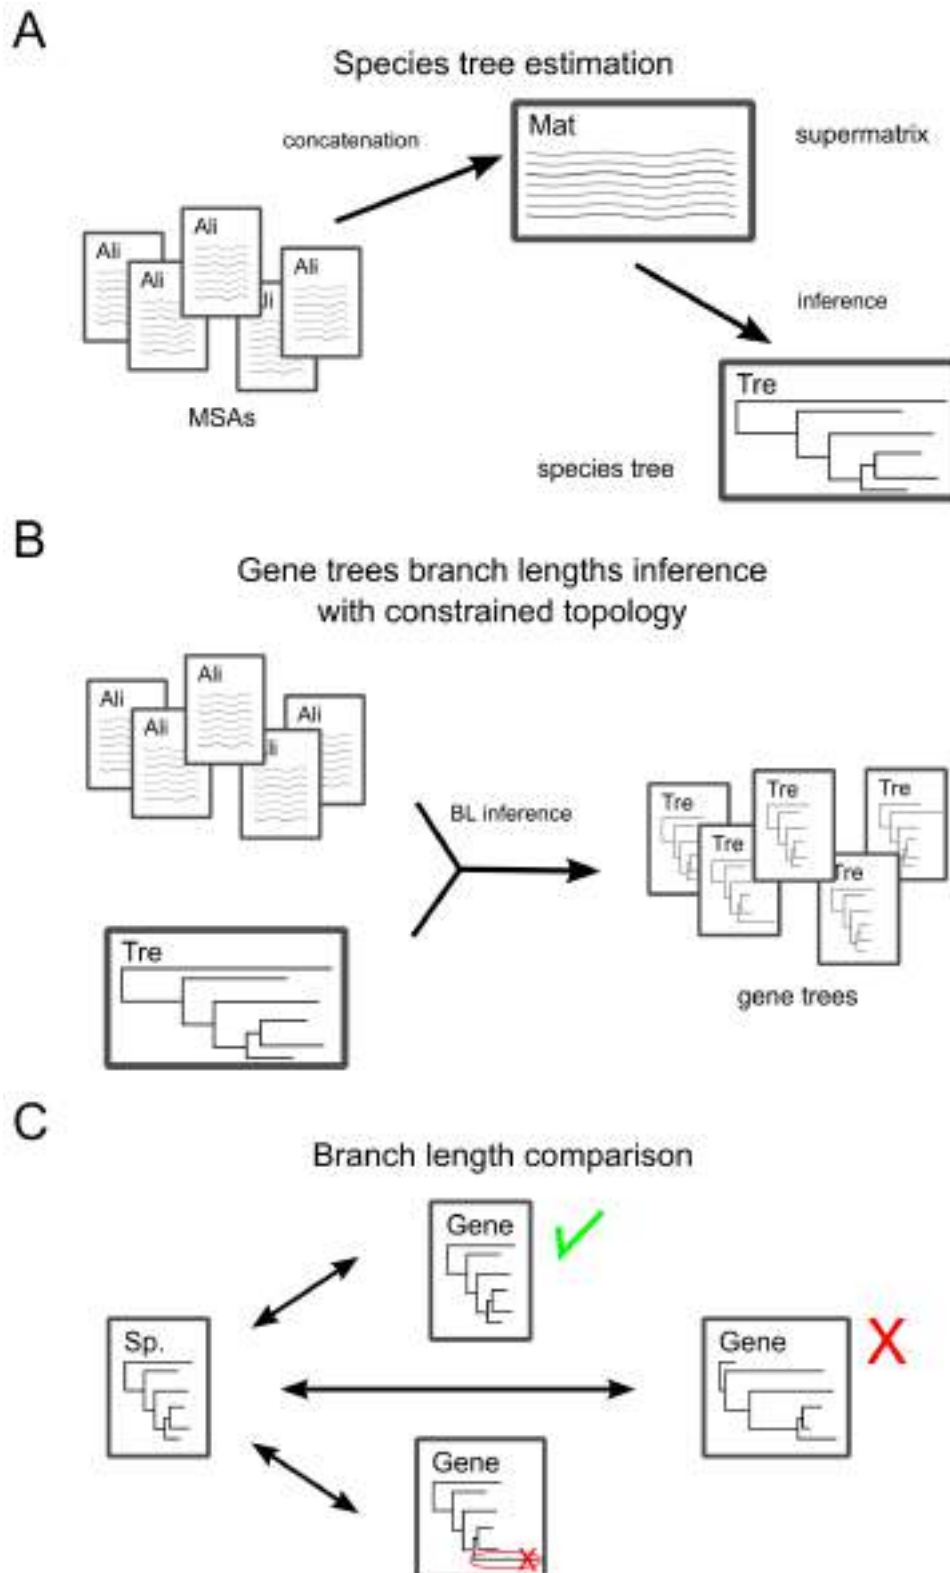 A
Species tree estimation
concatenation
Mat
supermatrix
Ali
Ali
Ali
li
Ali
MSAs
inference
Tre
species tree
B
Gene trees branch lengths inference
with constrained topology
Ali
Ali
Ali
li
Ali
BL inference
Tre
Tre
Tre
Tre
Tre
gene trees
Tre
C
Branch length comparison
Gene
Sp.
Gene
X
Gene
X